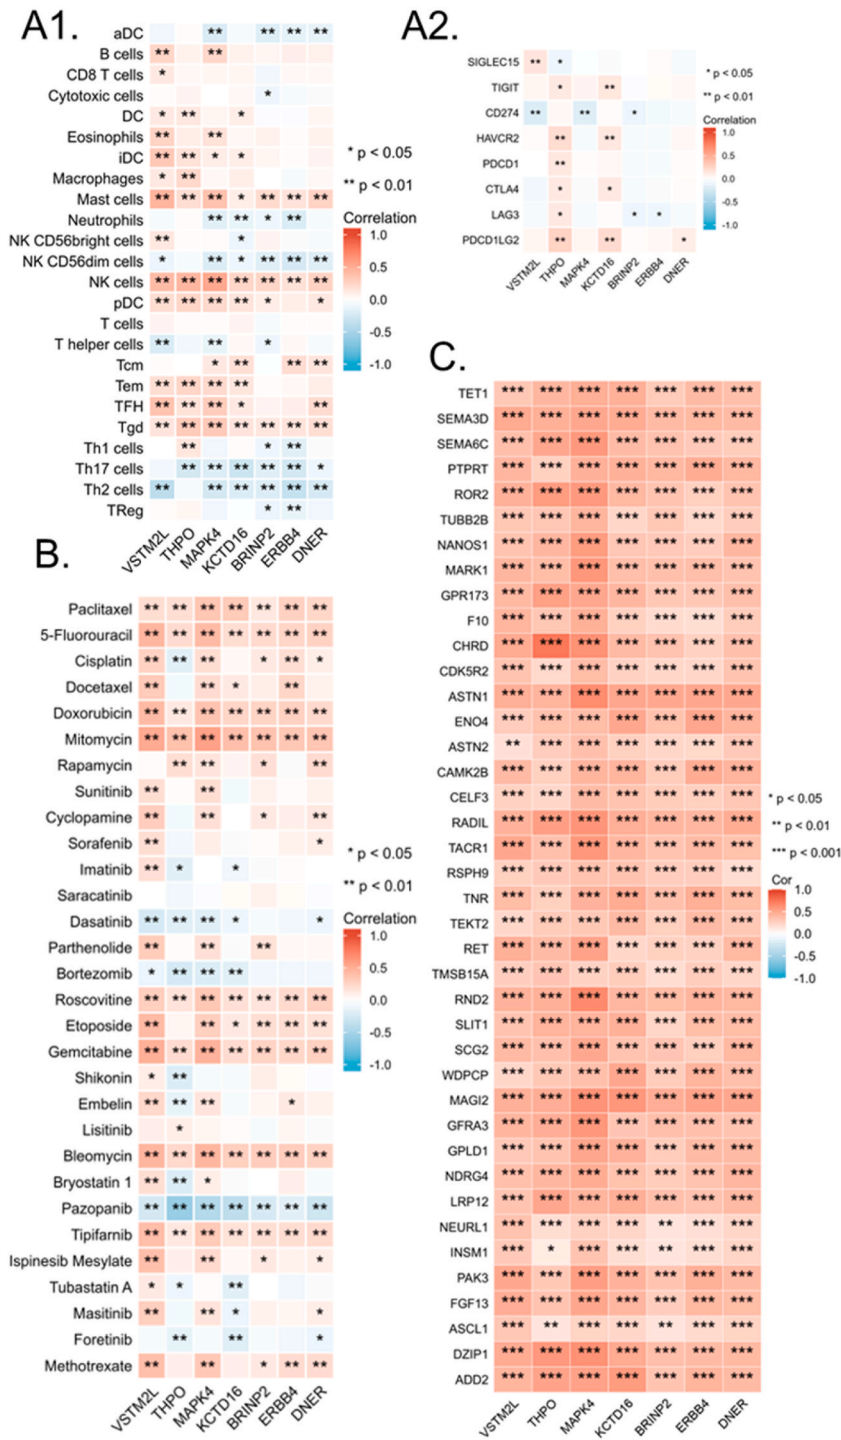 A1.
aDC ** ** ** **
B cells ** **
CD8 T cells *
Cytotoxic cells *
DC * ** *
Eosinophils ** **
iDC ** ** * *
Macrophages * **
Mast cells ** ** ** * ** ** **
Neutrophils ** ** * **
NK CD56bright cells ** *
NK CD56dim cells * ** * ** ** **
NK cells ** ** ** ** ** ** **
pDC ** ** ** ** * *
T cells
T helper cells ** ** *
Tcm * ** ** **
Tem ** ** ** **
TFH ** ** ** * **
Tgd ** ** ** ** ** ** **
Th1 cells ** * **
Th17 cells ** ** ** ** ** *
Th2 cells ** ** ** ** ** **
TReg * **
VSTM2L THPO MAPK4 KCTD16 BRINP2 ERBB4 DNER
* p < 0.05
** p < 0.01
Correlation
1.0
0.5
0.0
-0.5
-1.0
A2.
SIGLEC15 ** *
TIGIT * **
CD274 ** ** *
HAVCR2 ** **
PDCD1 **
CTLA4 * *
LAG3 * * *
PDCD1LG2 ** ** *
VSTM2L THPO MAPK4 KCTD16 BRINP2 ERBB4 DNER
* p < 0.05
** p < 0.01
Correlation
1.0
0.5
0.0
-0.5
-1.0
B.
Paclitaxel ** ** ** ** ** ** **
5-Fluorouracil ** ** ** ** ** ** **
Cisplatin ** ** ** * ** *
Docetaxel ** ** * **
Doxorubicin ** ** ** ** ** ** **
Mitomycin ** ** ** ** ** ** **
Rapamycin ** ** * **
Sunitinib ** **
Cyclopamine ** ** * **
Sorafenib ** *
Imatinib ** * *
Saracatinib
Dasatinib ** ** ** * *
Parthenolide ** ** **
Bortezomib * ** ** **
Roscovitine ** ** ** ** ** ** **
Etoposide ** ** * ** ** **
Gemcitabine ** ** ** ** ** ** **
Shikonin * **
Embelin ** ** ** *
Lisitinib *
Bleomycin ** ** ** ** ** ** **
Bryostatin 1 ** ** *
Pazopanib ** ** ** ** ** ** **
Tipifarnib ** ** ** ** ** ** **
Ispinesib Mesylate ** ** * *
Tubastatin A * * **
Masitinib ** ** * *
Foretinib ** ** *
Methotrexate ** ** * ** **
VSTM2L THPO MAPK4 KCTD16 BRINP2 ERBB4 DNER
* p < 0.05
** p < 0.01
Correlation
1.0
0.5
0.0
-0.5
-1.0
C.
TET1 *** *** *** *** *** *** ***
SEMA3D *** *** *** *** *** *** ***
SEMA6C *** *** *** *** *** *** ***
PTPRT *** *** *** *** *** *** ***
ROR2 *** *** *** *** *** *** ***
TUBB2B *** *** *** *** *** *** ***
NANOS1 *** *** *** *** *** *** ***
MARK1 *** *** *** *** *** *** ***
GPR173 *** *** *** *** *** *** ***
F10 *** *** *** *** *** *** ***
CHRD *** *** *** *** *** *** ***
CDK5R2 *** *** *** *** *** *** ***
ASTN1 *** *** *** *** *** *** ***
ENO4 *** *** *** *** *** *** ***
ASTN2 ** *** *** *** *** *** ***
CAMK2B *** *** *** *** *** *** ***
CELF3 *** *** *** *** *** *** ***
RADIL *** *** *** *** *** *** ***
TACR1 *** *** *** *** *** *** ***
RSPH9 *** *** *** *** *** *** ***
TNR *** *** *** *** *** *** ***
TEKT2 *** *** *** *** *** *** ***
RET *** *** *** *** *** *** ***
TMSB15A *** *** *** *** *** *** ***
RND2 *** *** *** *** *** *** ***
SLIT1 *** *** *** *** *** *** ***
SCG2 *** *** *** *** *** *** ***
WDPCP *** *** *** *** *** *** ***
MAGI2 *** *** *** *** *** *** ***
GFRA3 *** *** *** *** *** *** ***
GPLD1 *** *** *** *** *** *** ***
NDRG4 *** *** *** *** *** *** ***
LRP12 *** *** *** *** *** *** ***
NEURL1 *** *** *** *** ** *** ***
INSM1 *** * *** *** ** *** ***
PAK3 *** *** *** *** *** *** ***
FGF13 *** *** *** *** *** *** ***
ASCL1 *** ** *** *** ** *** ***
DZIP1 *** *** *** *** *** *** ***
ADD2 *** *** *** *** *** *** ***
VSTM2L THPO MAPK4 KCTD16 BRINP2 ERBB4 DNER
* p < 0.05
** p < 0.01
*** p < 0.001
Cor
1.0
0.5
0.0
-0.5
-1.0